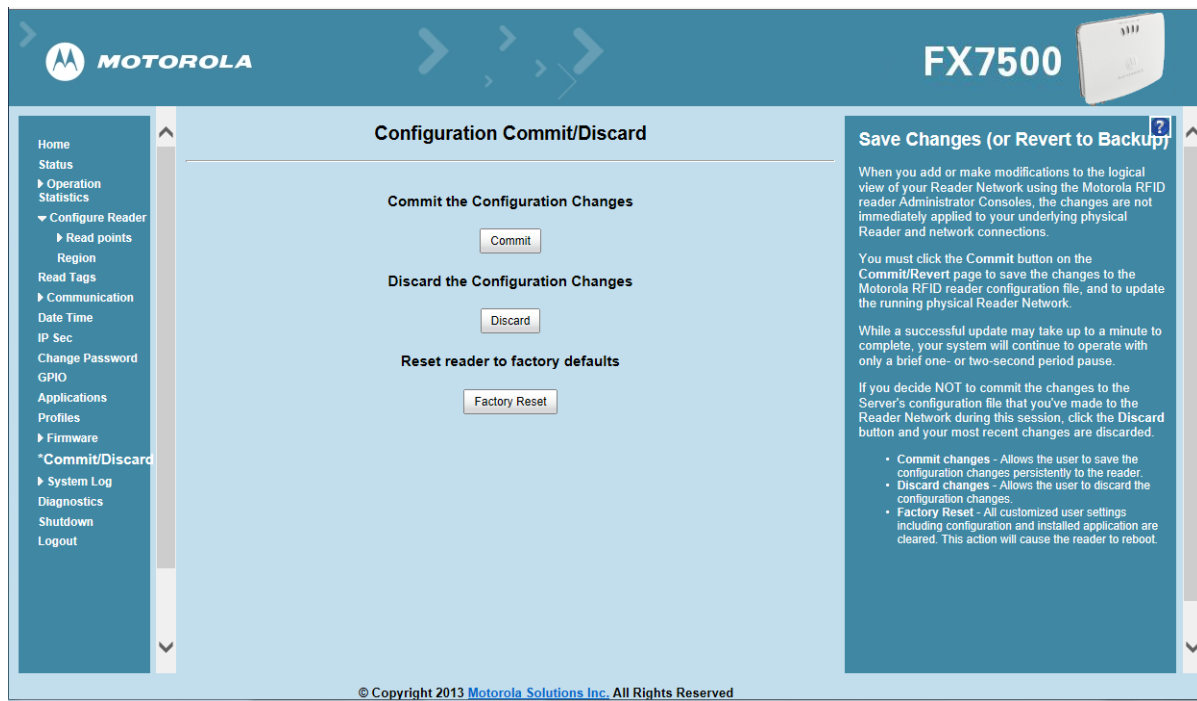 MOTOROLA
FX7500
Home
Status
Operation
Statistics
Configure Reader
Read points
Region
Read Tags
Communication
Date Time
IP Sec
Change Password
GPIO
Applications
Profiles
Firmware
*Commit/Discard
System Log
Diagnostics
Shutdown
Logout
Configuration Commit/Discard
Commit the Configuration Changes
Commit
Discard the Configuration Changes
Discard
Reset reader to factory defaults
Factory Reset
?
Save Changes (or Revert to Backup)
When you add or make modifications to the logical
view of your Reader Network using the Motorola RFID
reader Administrator Consoles, the changes are not
immediately applied to your underlying physical
Reader and network connections.
You must click the Commit button on the
Commit/Revert page to save the changes to the
Motorola RFID reader configuration file, and to update
the running physical Reader Network.
While a successful update may take up to a minute to
complete, your system will continue to operate with
only a brief one- or two-second period pause.
If you decide NOT to commit the changes to the
Server's configuration file that you've made to the
Reader Network during this session, click the Discard
button and your most recent changes are discarded.
• Commit changes - Allows the user to save the
configuration changes persistently to the reader.
• Discard changes - Allows the user to discard the
configuration changes.
• Factory Reset - All customized user settings
including configuration and installed application are
cleared. This action will cause the reader to reboot.
© Copyright 2013 Motorola Solutions Inc. All Rights Reserved